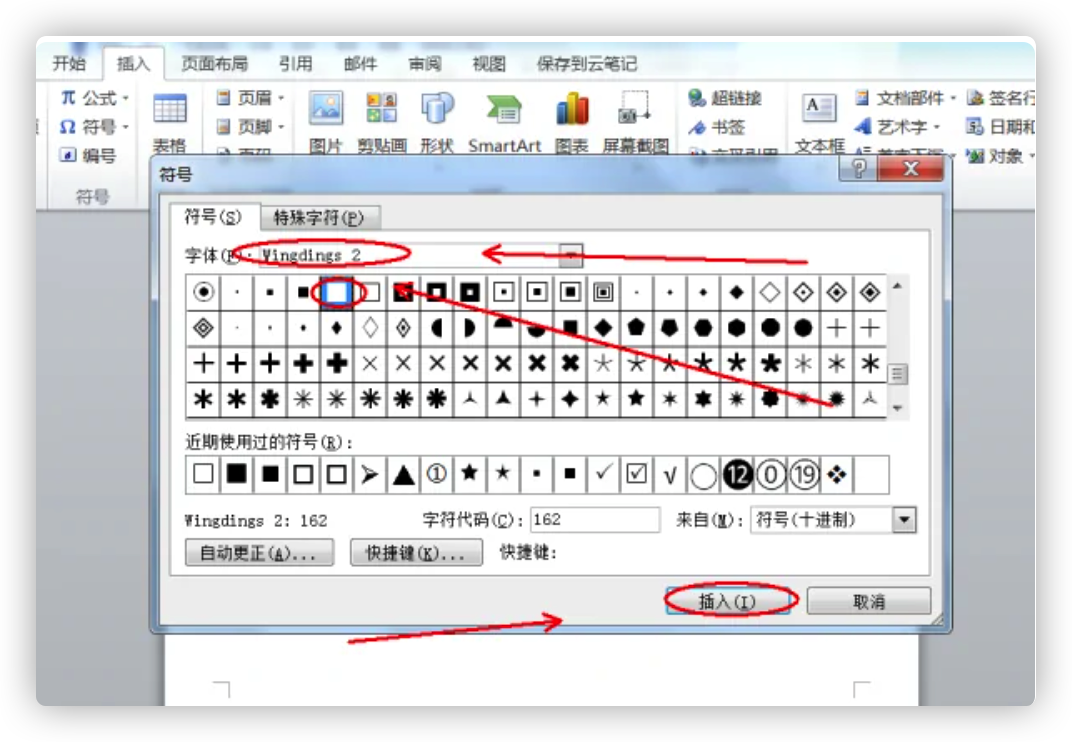 开始 插入 页面布局 引用 邮件 审阅 视图 保存到云笔记
π 公式 页眉 超链接 A 文档部件 签名行
Ω 符号 页脚 书签 艺术字 日期和
编号 表格 页码 图片 剪贴画 形状 SmartArt 图表 屏幕截图 交叉引用 文本框 首字下沉 对象
符号
符号 ? X
符号(S) 特殊字符(P)
字体(F): Wingdings 2
近期使用过的符号(R):
① √ 12 0 19
Wingdings 2: 162 字符代码(C): 162 来自(M): 符号(十进制)
自动更正(A)... 快捷键(K)... 快捷键:
插入(I) 取消